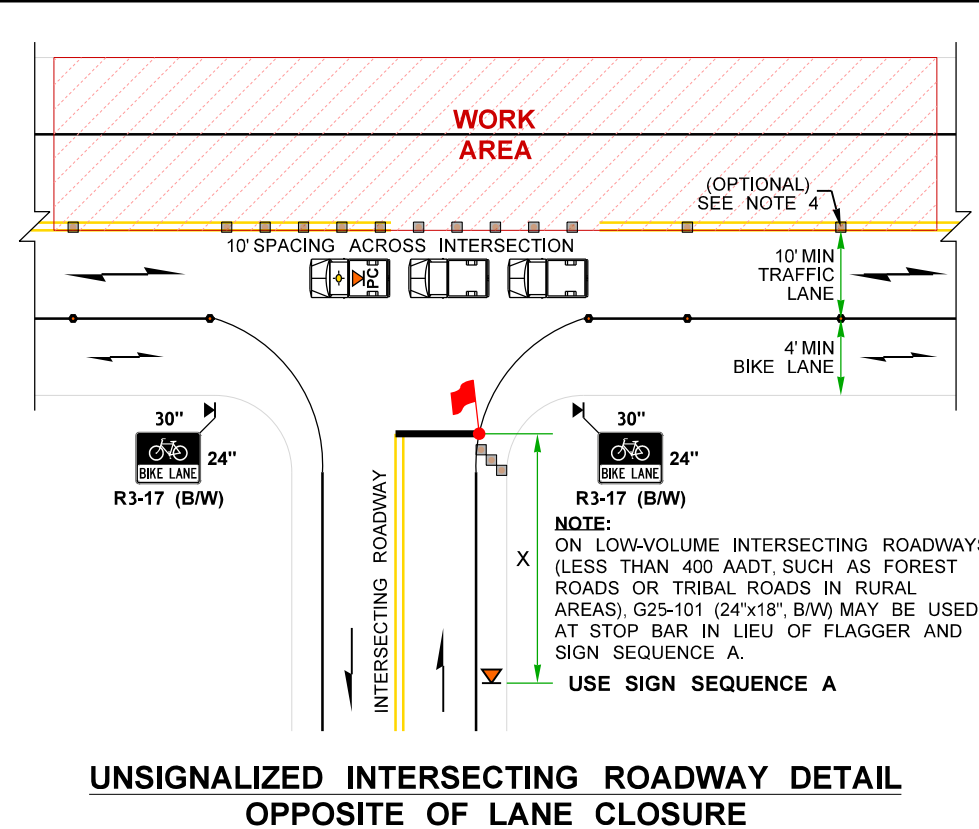 WORK
AREA
(OPTIONAL)
SEE NOTE 4
10' SPACING ACROSS INTERSECTION
PC
10' MIN
TRAFFIC
LANE
4' MIN
BIKE LANE
30"
BIKE LANE
24"
R3-17 (B/W)
30"
BIKE LANE
24"
R3-17 (B/W)
INTERSECTING ROADWAY
X
NOTE:
ON LOW-VOLUME INTERSECTING ROADWAYS
(LESS THAN 400 AADT, SUCH AS FOREST
ROADS OR TRIBAL ROADS IN RURAL
AREAS), G25-101 (24"x18", B/W) MAY BE USED
AT STOP BAR IN LIEU OF FLAGGER AND
SIGN SEQUENCE A.
USE SIGN SEQUENCE A
UNSIGNALIZED INTERSECTING ROADWAY DETAIL
OPPOSITE OF LANE CLOSURE